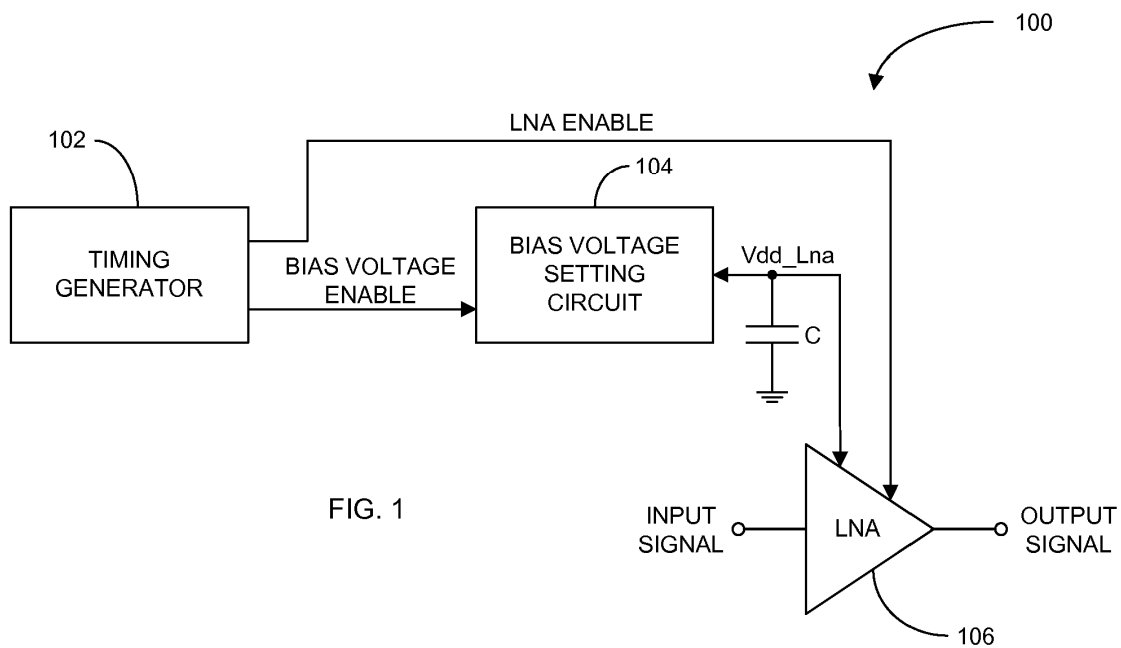 100
LNA ENABLE
102
104
TIMING
GENERATOR
BIAS VOLTAGE
ENABLE
BIAS VOLTAGE
SETTING
CIRCUIT
Vdd_Lna
C
FIG. 1
INPUT
SIGNAL
LNA
OUTPUT
SIGNAL
106